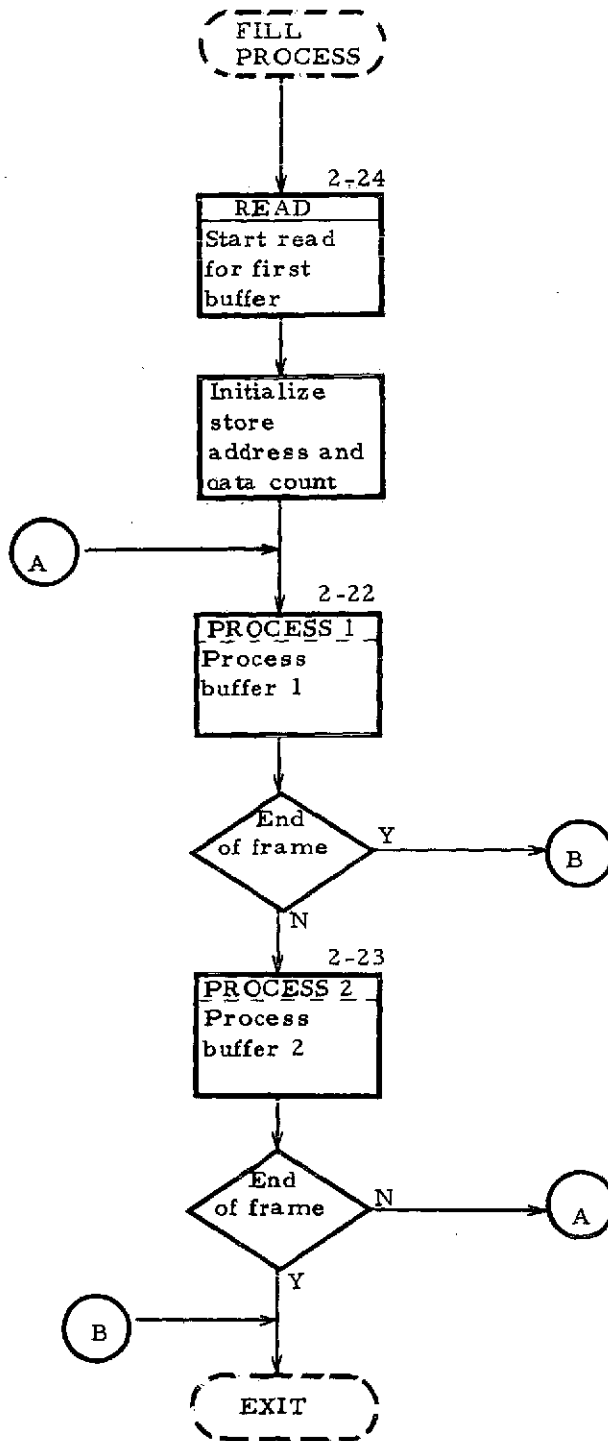 FILL
PROCESS
2-24
READ
Start read
for first
buffer
Initialize
store
address and
data count
A
2-22
PROCESS 1
Process
buffer 1
End
of frame
Y
B
N
2-23
PROCESS 2
Process
buffer 2
End
of frame
N
A
Y
B
EXIT